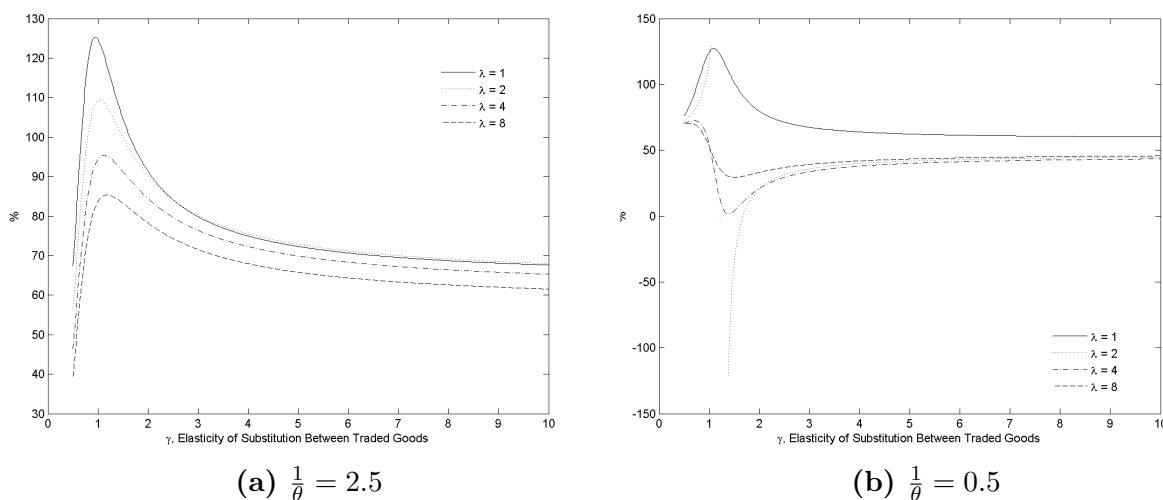 130
120
110
100
90
80
70
60
50
40
30
%
0 1 2 3 4 5 6 7 8 9 10
γ, Elasticity of Substitution Between Traded Goods
λ = 1
λ = 2
λ = 4
λ = 8
(a) 1/θ = 2.5
150
100
50
0
-50
-100
-150
%
0 1 2 3 4 5 6 7 8 9 10
γ, Elasticity of Substitution Between Traded Goods
λ = 1
λ = 2
λ = 4
λ = 8
(b) 1/θ = 0.5